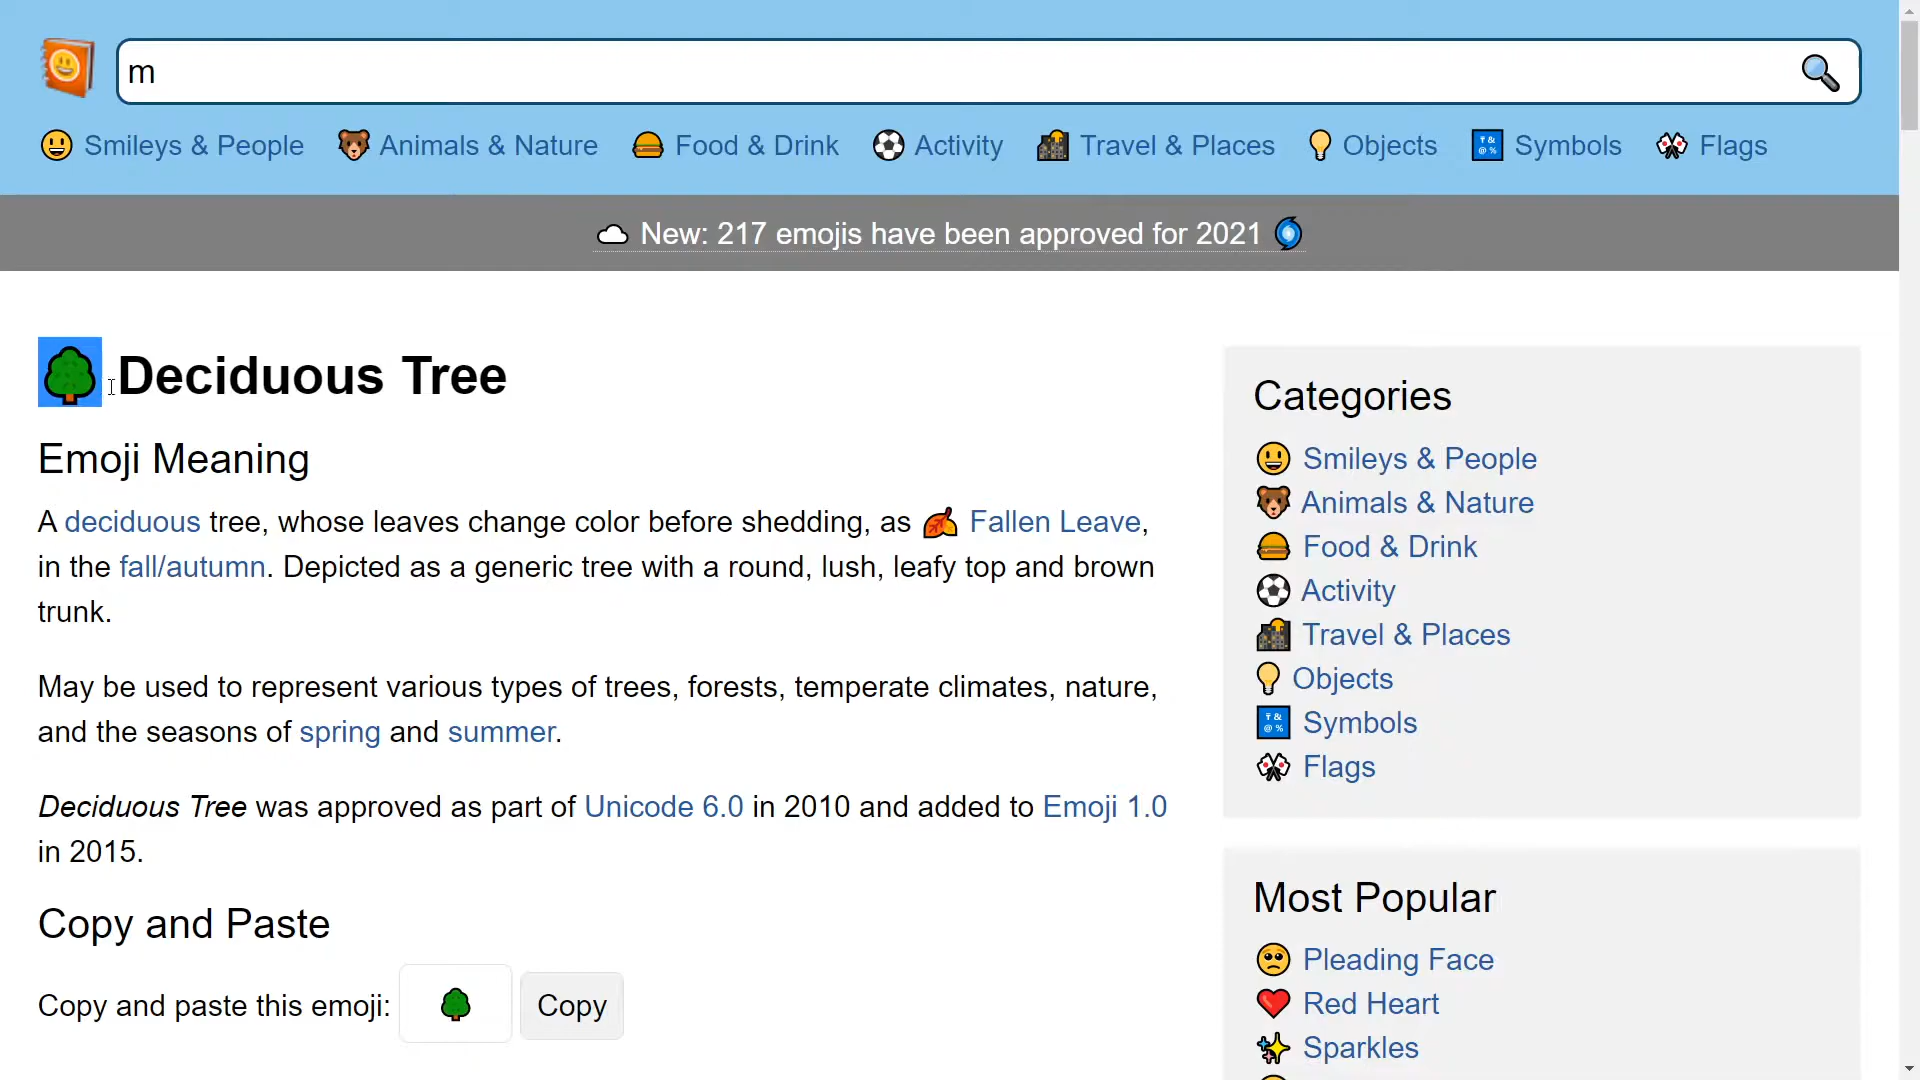 m
Smileys & People Animals & Nature Food & Drink Activity Travel & Places Objects Symbols Flags
New: 217 emojis have been approved for 2021
Deciduous Tree
Emoji Meaning
A deciduous tree, whose leaves change color before shedding, as Fallen Leave,
in the fall/autumn. Depicted as a generic tree with a round, lush, leafy top and brown
trunk.
May be used to represent various types of trees, forests, temperate climates, nature,
and the seasons of spring and summer.
Deciduous Tree was approved as part of Unicode 6.0 in 2010 and added to Emoji 1.0
in 2015.
Copy and Paste
Copy and paste this emoji: Copy
Categories
Smileys & People
Animals & Nature
Food & Drink
Activity
Travel & Places
Objects
Symbols
Flags
Most Popular
Pleading Face
Red Heart
Sparkles